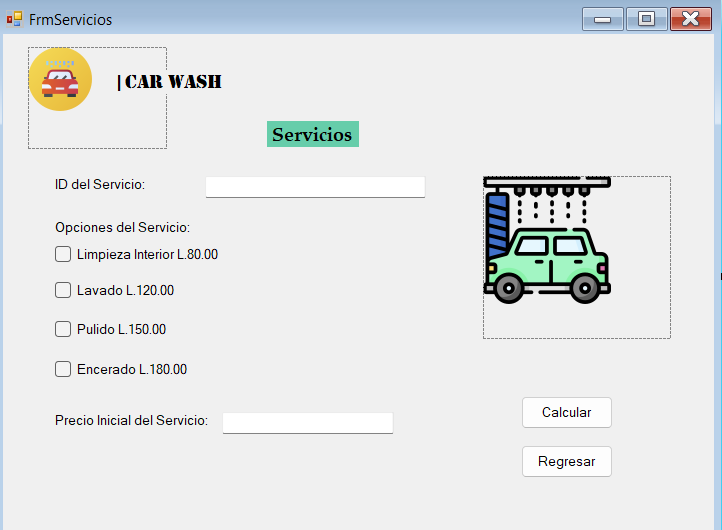 FrmServicios
|CAR WASH
Servicios
ID del Servicio:
Opciones del Servicio:
Limpieza Interior L.80.00
Lavado L.120.00
Pulido L.150.00
Encerado L.180.00
Precio Inicial del Servicio:
Calcular
Regresar